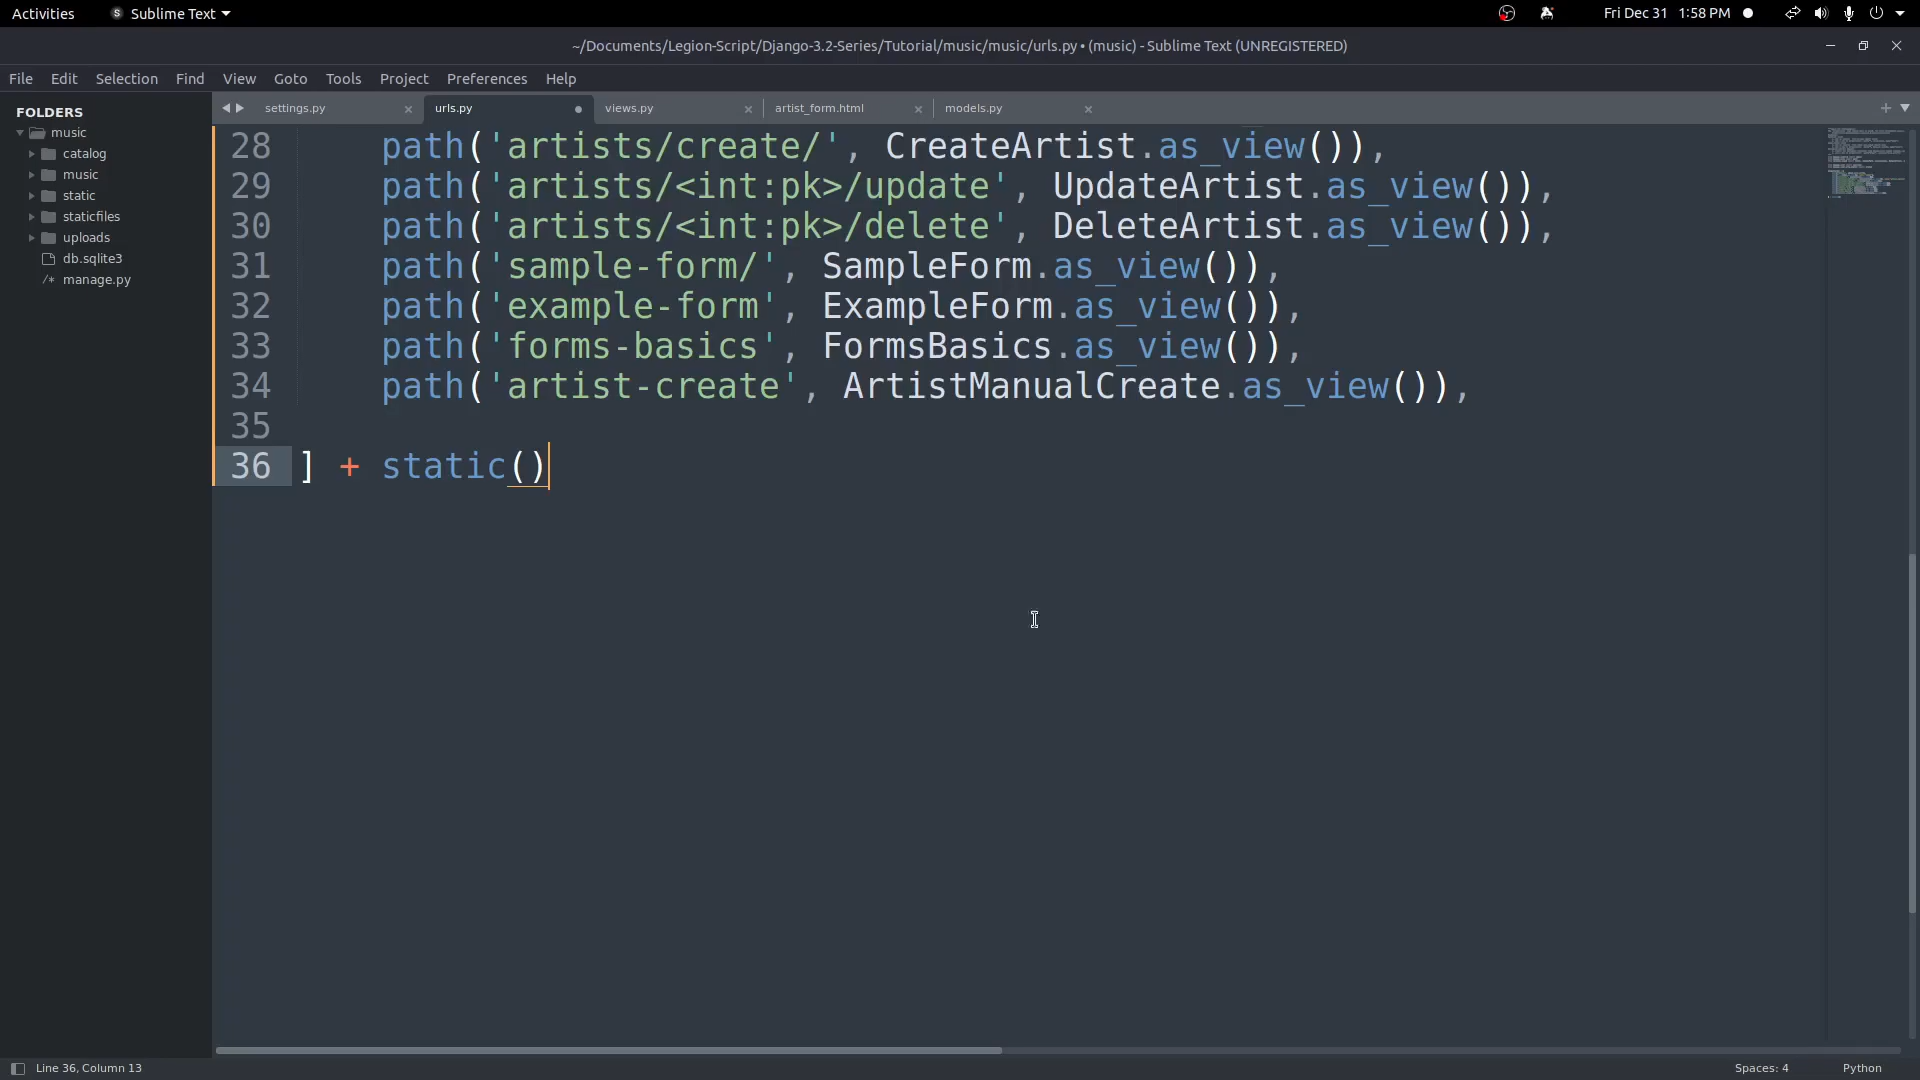 Activities Sublime Text Fri Dec 31 1:58 PM
~/Documents/Legion-Script/Django-3.2-Series/Tutorial/music/music/urls.py • (music) - Sublime Text (UNREGISTERED)
File Edit Selection Find View Goto Tools Project Preferences Help
FOLDERS
music
catalog
music
static
staticfiles
uploads
db.sqlite3
/* manage.py
settings.py urls.py views.py artist_form.html models.py
28 path('artists/create/', CreateArtist.as_view()),
29 path('artists/<int:pk>/update', UpdateArtist.as_view()),
30 path('artists/<int:pk>/delete', DeleteArtist.as_view()),
31 path('sample-form/', SampleForm.as_view()),
32 path('example-form', ExampleForm.as_view()),
33 path('forms-basics', FormsBasics.as_view()),
34 path('artist-create', ArtistManualCreate.as_view()),
35
36 ] + static()
Line 36, Column 13 Spaces: 4 Python